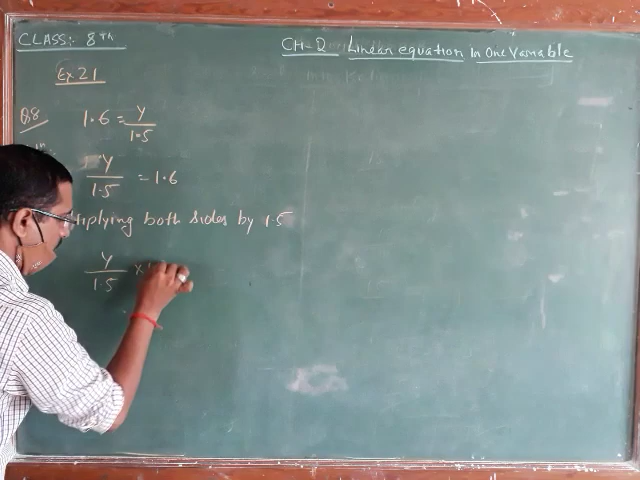 CLASS:- 8Th
CH-2 Linear equation in One Variable
Ex 2.1
Q8 1.6 = Y/1.5
Y/1.5 = 1.6
tiplying both sides by 1.5
Y/1.5 ×